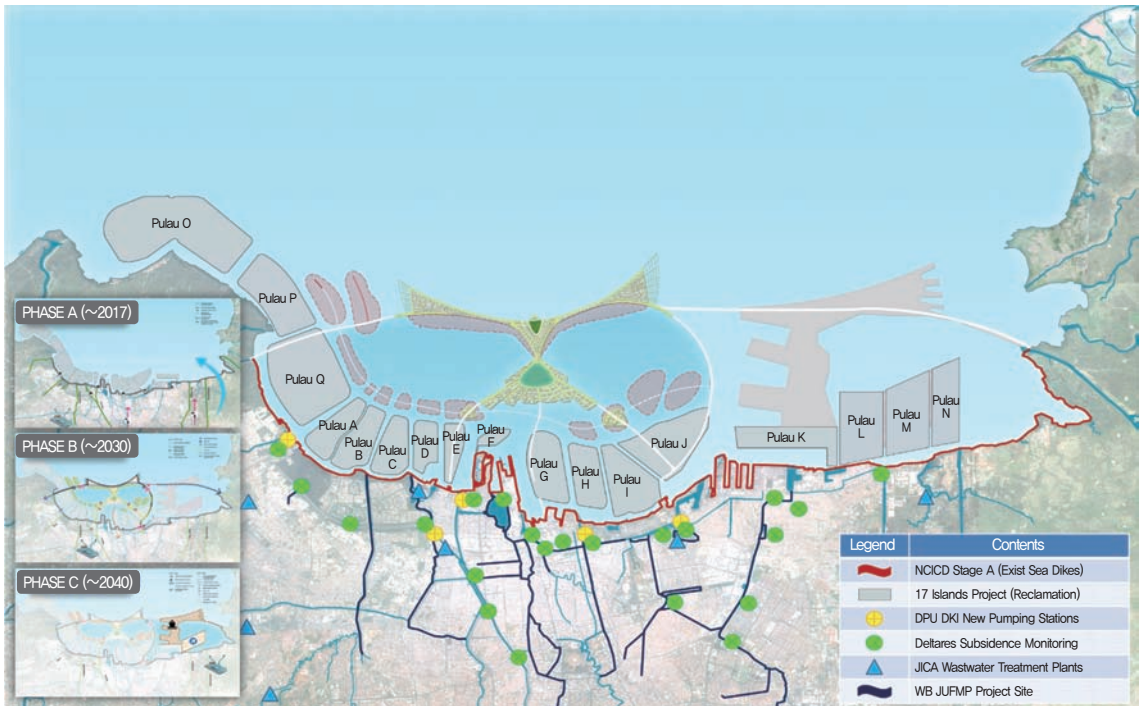 Pulau O
Pulau P
PHASE A (~2017)
Pulau Q
Pulau A
Pulau
B
Pulau
C
Pulau
D
Pulau
E
Pulau
F
Pulau
G
Pulau
H
Pulau
I
Pulau J
Pulau K
Pulau
L
Pulau
M
Pulau
N
PHASE B (~2030)
PHASE C (~2040)
Legend Contents
NCICD Stage A (Exist Sea Dikes)
17 Islands Project (Reclamation)
DPU DKI New Pumping Stations
Deltares Subsidence Monitoring
JICA Wastwater Treatment Plants
WB JUFMP Project Site